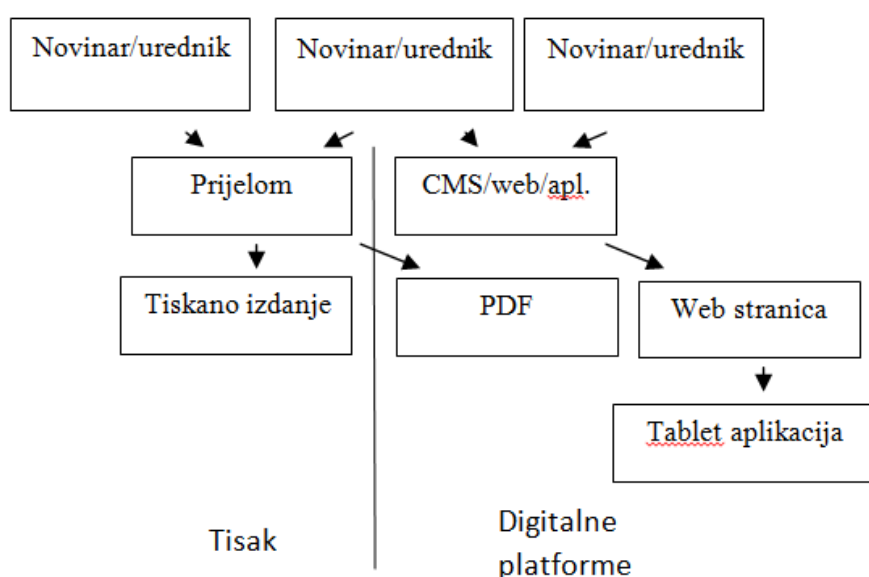 Novinar/urednik
Novinar/urednik
Novinar/urednik
Prijelom
CMS/web/apl.
Tiskano izdanje
PDF
Web stranica
Tablet aplikacija
Tisak
Digitalne
platforme